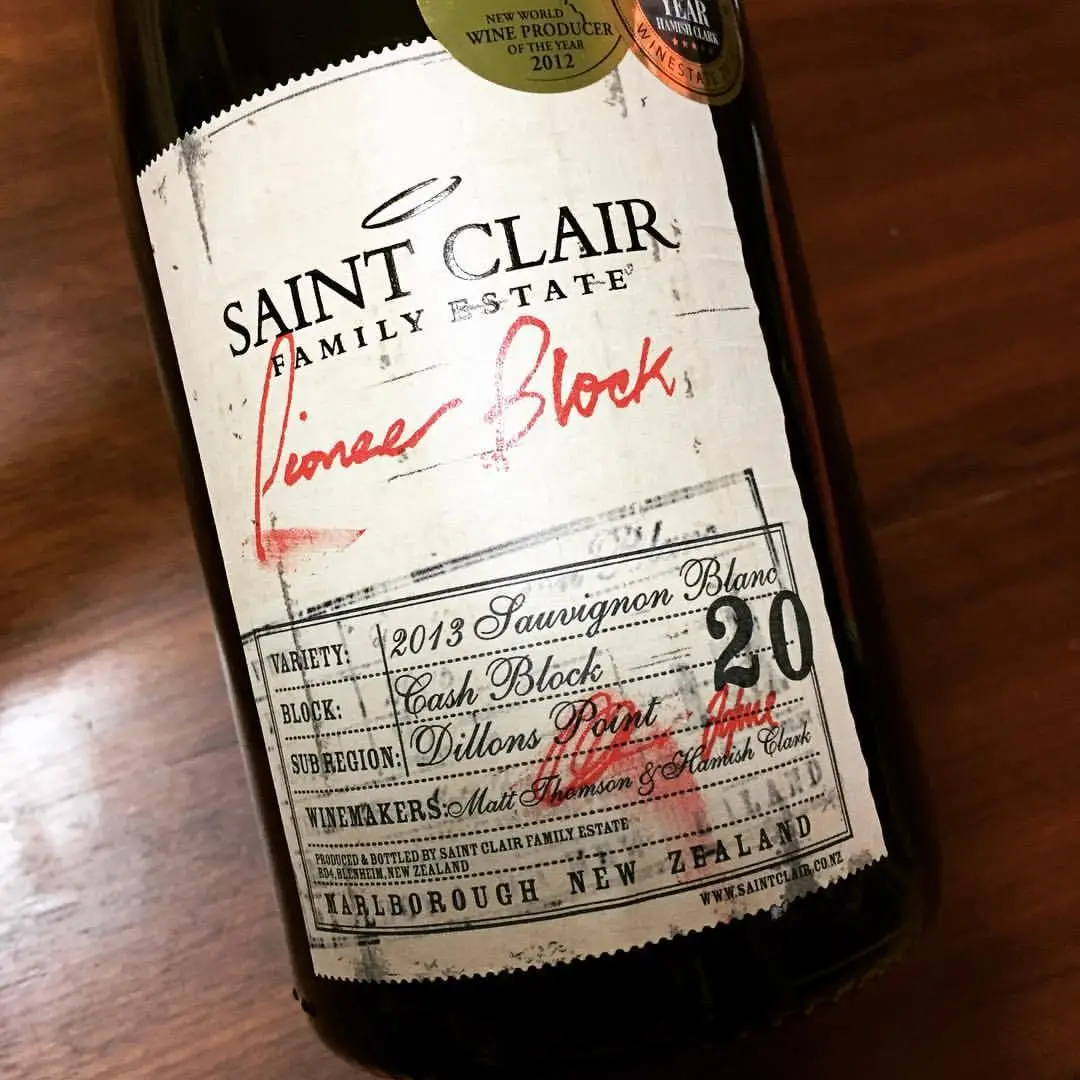 NEW WORLD
WINE PRODUCER
OF THE YEAR
2012
YEAR
HAMISH CLARK
WINESTATE
SAINT CLAIR
FAMILY ESTATE
Pioneer Block
VARIETY: 2013 Sauvignon Blanc
BLOCK: Cash Block 20
SUB REGION: Dillons Point
WINEMAKERS: Matt Thomson & Hamish Clark
PRODUCED & BOTTLED BY SAINT CLAIR FAMILY ESTATE
RD4, BLENHEIM, NEW ZEALAND
MARLBOROUGH NEW ZEALAND
WWW.SAINTCLAIR.CO.NZ